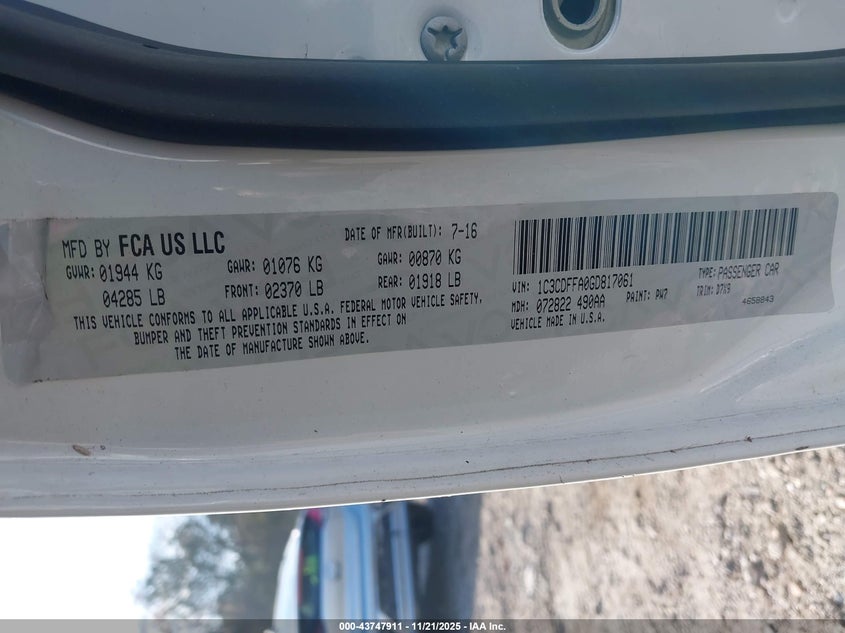 MFD BY FCA US LLC
DATE OF MFR(BUILT): 7-16
GVWR: 01944 KG
GAWR: 01076 KG
GAWR: 00870 KG
04285 LB
FRONT: 02370 LB
REAR: 01918 LB
THIS VEHICLE CONFORMS TO ALL APPLICABLE U.S.A. FEDERAL MOTOR VEHICLE SAFETY,
BUMPER AND THEFT PREVENTION STANDARDS IN EFFECT ON
THE DATE OF MANUFACTURE SHOWN ABOVE.
VIN: 1C3CDFFA0GD817061
TYPE: PASSENGER CAR
MDH: 072822 490AA
PAINT: PW7
TRIM: D7X9
VEHICLE MADE IN U.S.A.
4658843
000-43747911 - 11/21/2025 - IAA Inc.